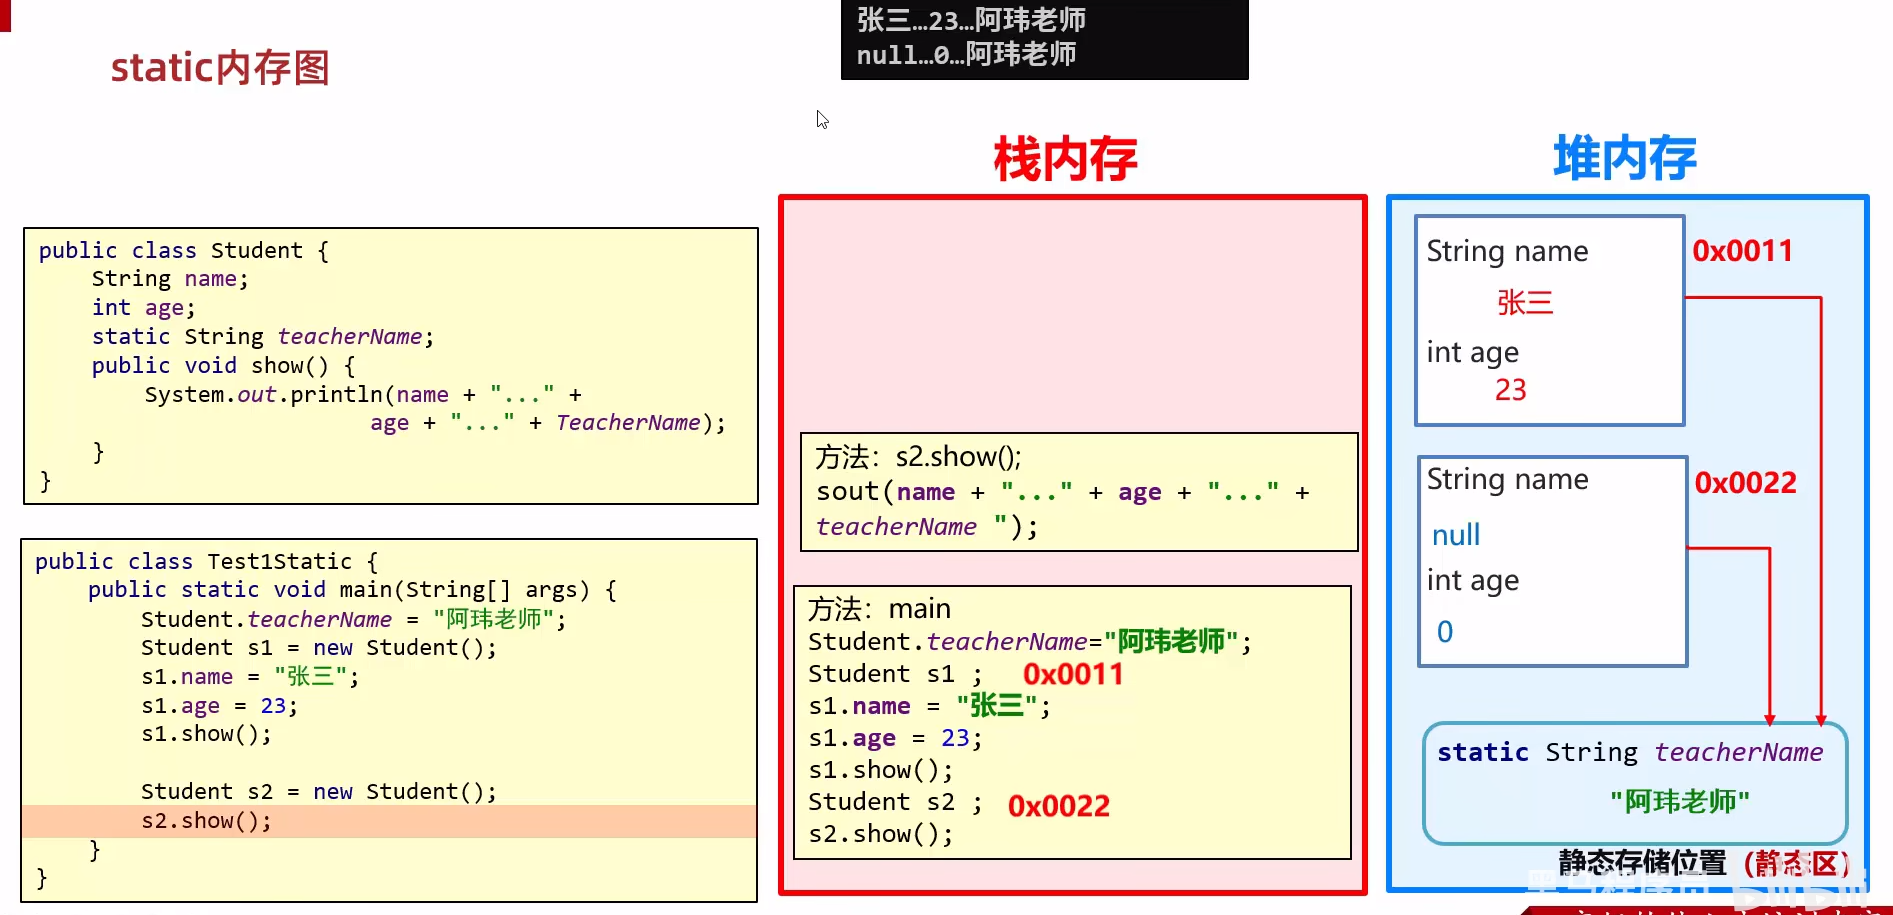 张三…23…阿玮老师
null…0…阿玮老师
static内存图
栈内存
堆内存
public class Student {
String name;
int age;
static String teacherName;
public void show() {
System.out.println(name + "..." +
age + "..." + TeacherName);
}
}
public class Test1Static {
public static void main(String[] args) {
Student.teacherName = "阿玮老师";
Student s1 = new Student();
s1.name = "张三";
s1.age = 23;
s1.show();
Student s2 = new Student();
s2.show();
}
}
方法：s2.show();
sout(name + "..." + age + "..." +
teacherName ");
方法：main
Student.teacherName="阿玮老师";
Student s1 ; 0x0011
s1.name = "张三";
s1.age = 23;
s1.show();
Student s2 ; 0x0022
s2.show();
String name 0x0011
张三
int age
23
String name 0x0022
null
int age
0
static String teacherName
"阿玮老师"
静态存储位置（静态区）